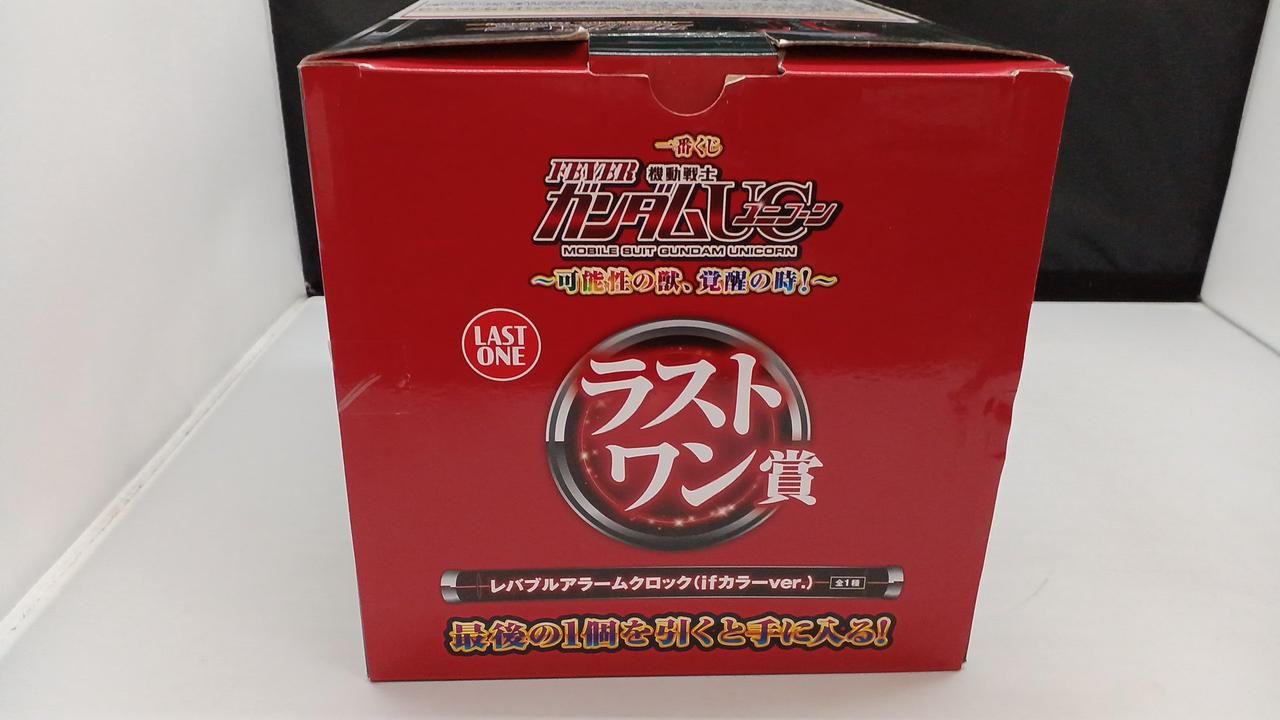 一番くじ
FEVER 機動戦士
ガンダムUC ユニコーン
MOBILE SUIT GUNDAM UNICORN
～可能性の獣、覚醒の時!～
LAST
ONE
ラスト
ワン賞
レバブルアラームクロック(ifカラーver.) 全1種
最後の1個を引くと手に入る!